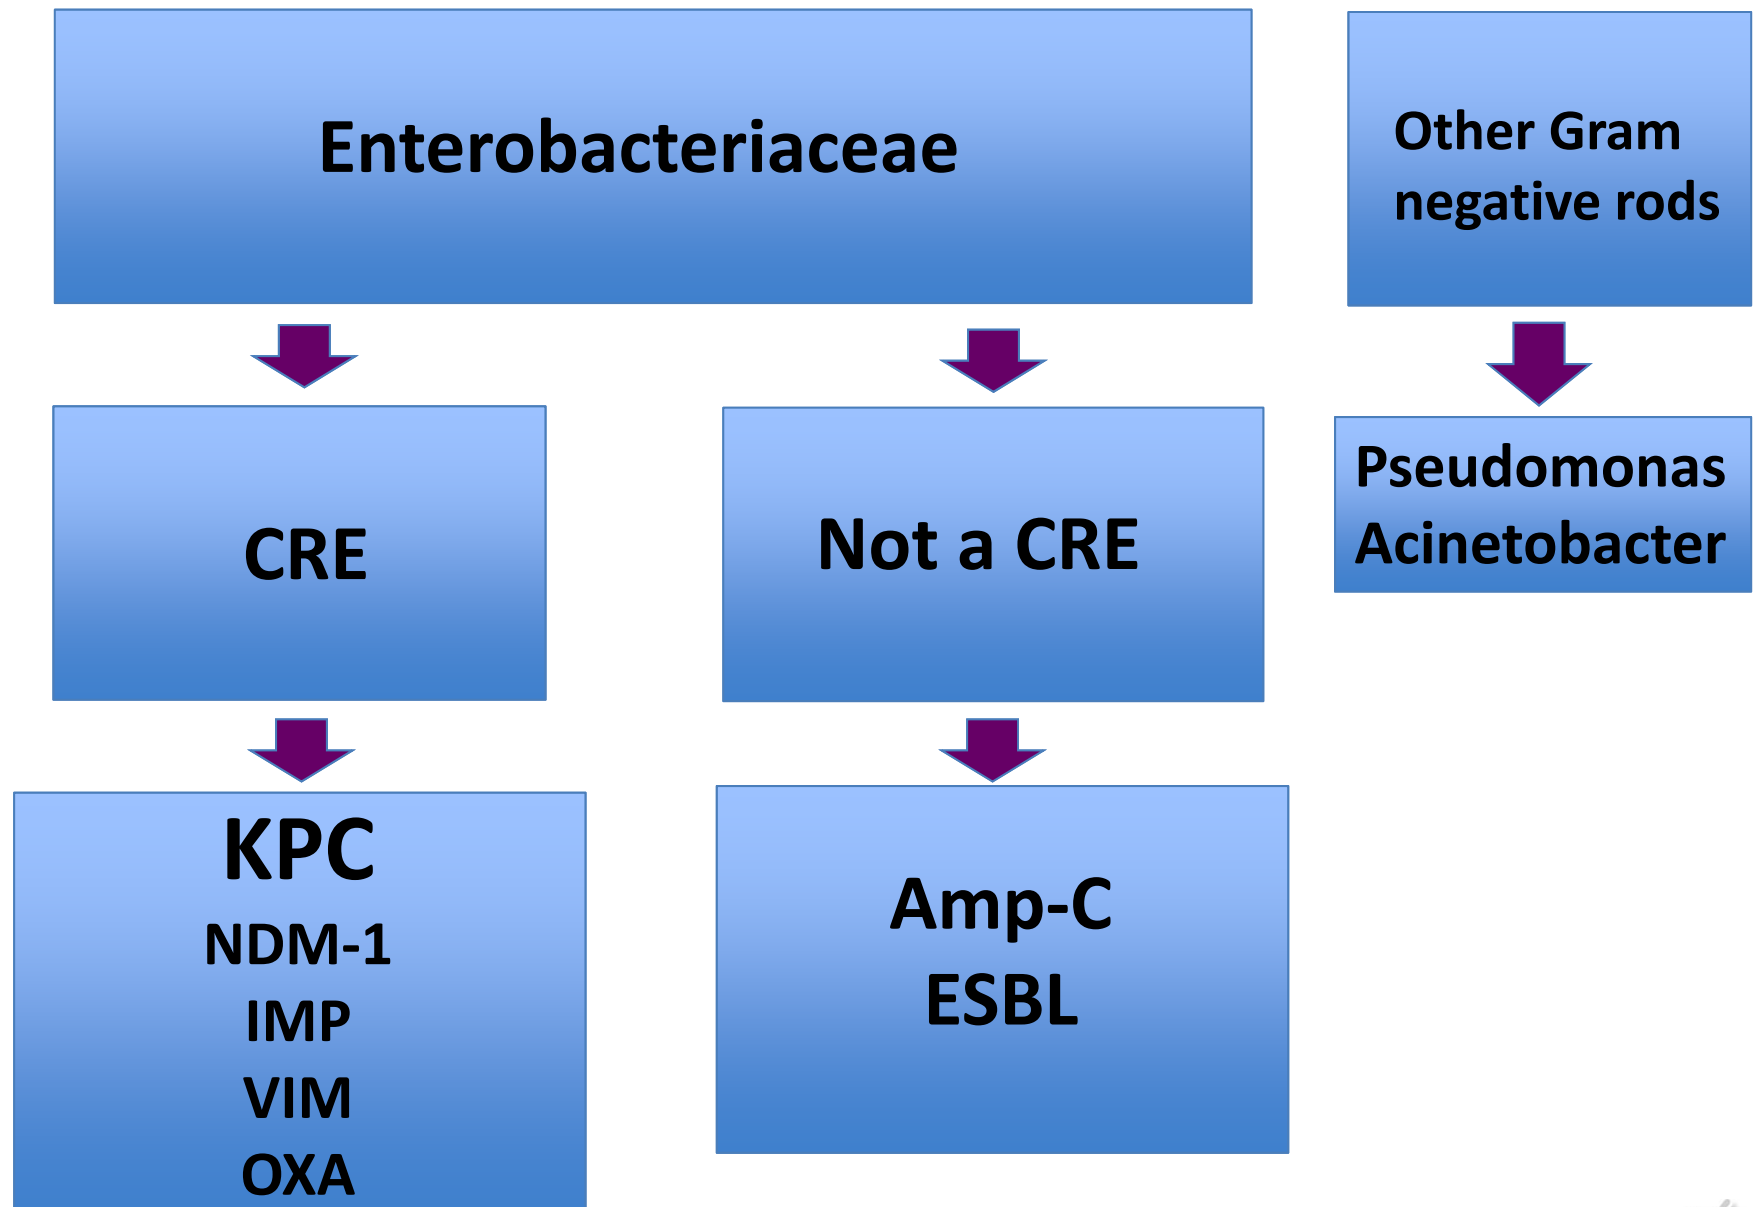 Enterobacteriaceae
Other Gram
negative rods
CRE
Not a CRE
Pseudomonas
Acinetobacter
KPC
NDM-1
IMP
VIM
OXA
Amp-C
ESBL